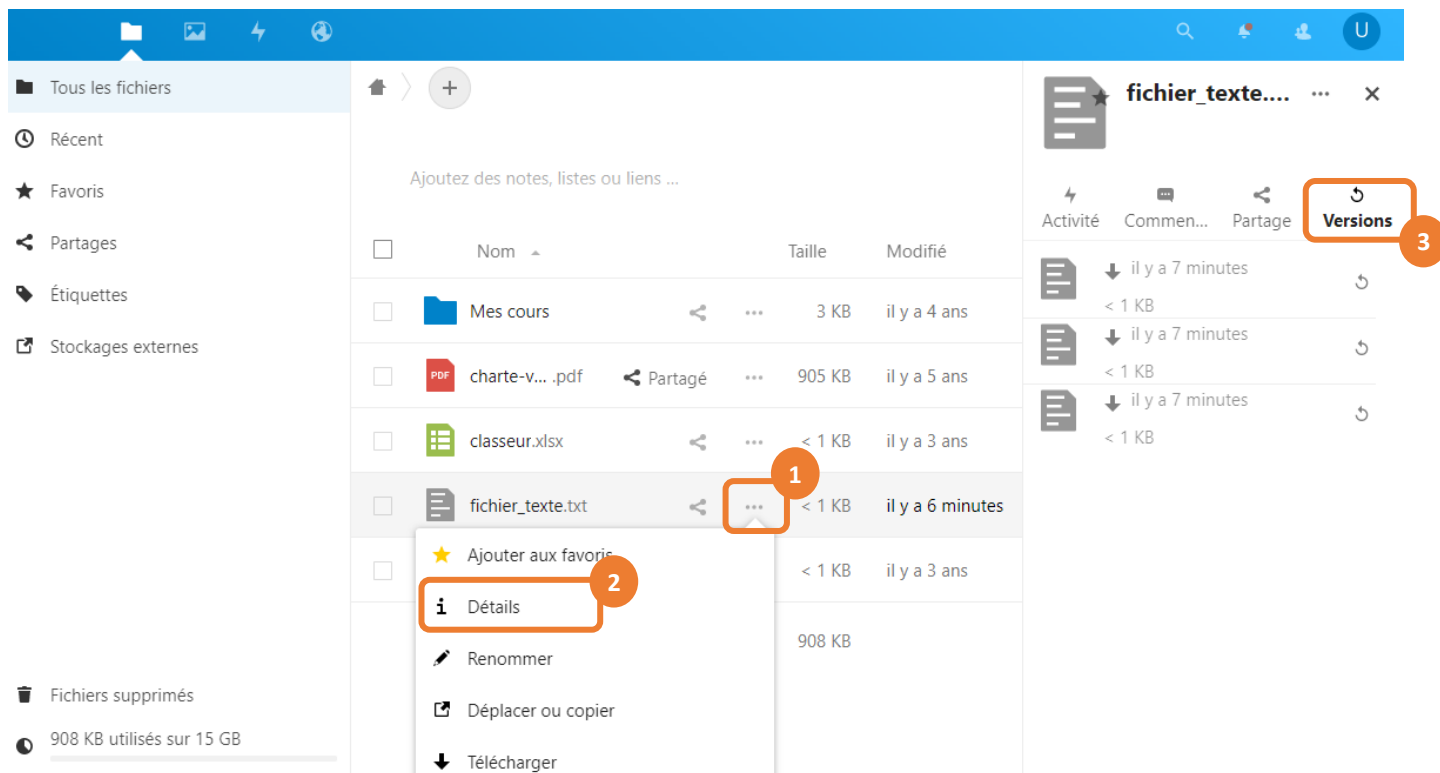 U
Tous les fichiers
Récent
Favoris
Partages
Étiquettes
Stockages externes
Fichiers supprimés
908 KB utilisés sur 15 GB
+
Ajoutez des notes, listes ou liens ...
Nom Taille Modifié
Mes cours 3 KB il y a 4 ans
PDF charte-v... .pdf Partagé 905 KB il y a 5 ans
classeur.xlsx < 1 KB il y a 3 ans
1
fichier_texte.txt < 1 KB il y a 6 minutes
Ajouter aux favoris
< 1 KB il y a 3 ans
2
Détails
908 KB
Renommer
Déplacer ou copier
Télécharger
fichier_texte.... ... ×
Activité Commen... Partage Versions
3
il y a 7 minutes
< 1 KB
il y a 7 minutes
< 1 KB
il y a 7 minutes
< 1 KB